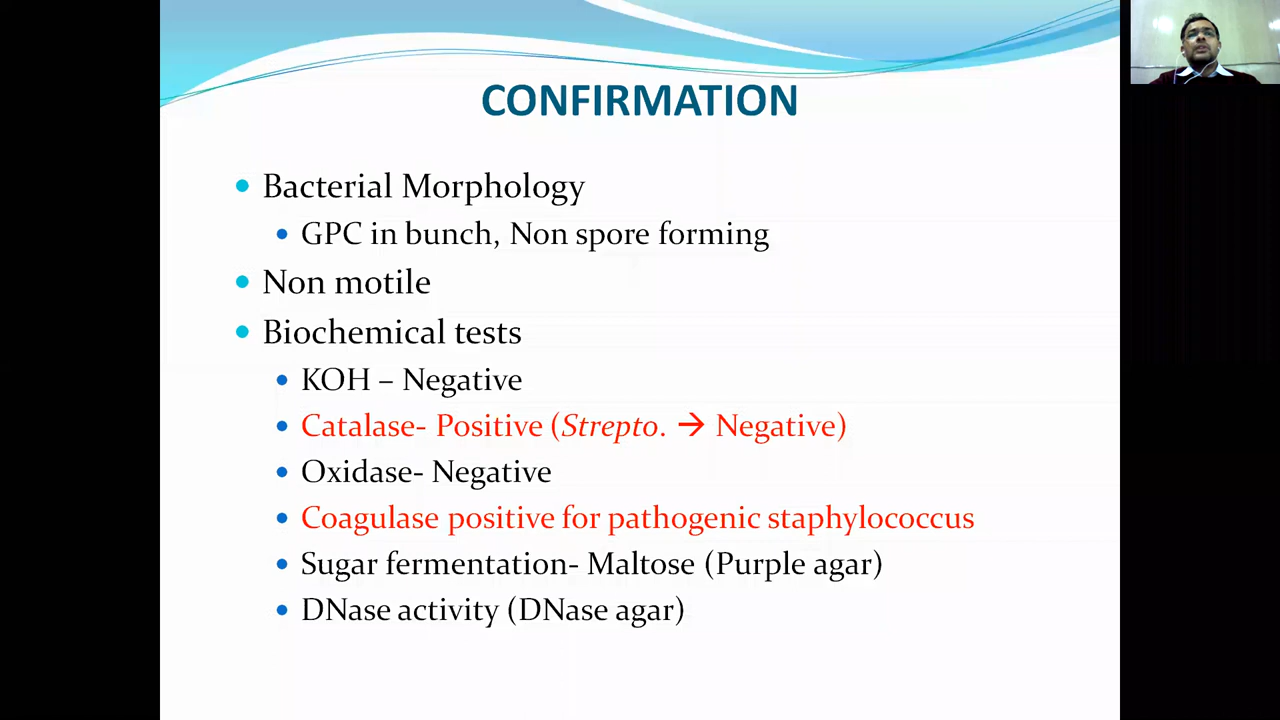 CONFIRMATION
• Bacterial Morphology
• GPC in bunch, Non spore forming
• Non motile
• Biochemical tests
• KOH – Negative
• Catalase- Positive (Strepto. → Negative)
• Oxidase- Negative
• Coagulase positive for pathogenic staphylococcus
• Sugar fermentation- Maltose (Purple agar)
• DNase activity (DNase agar)